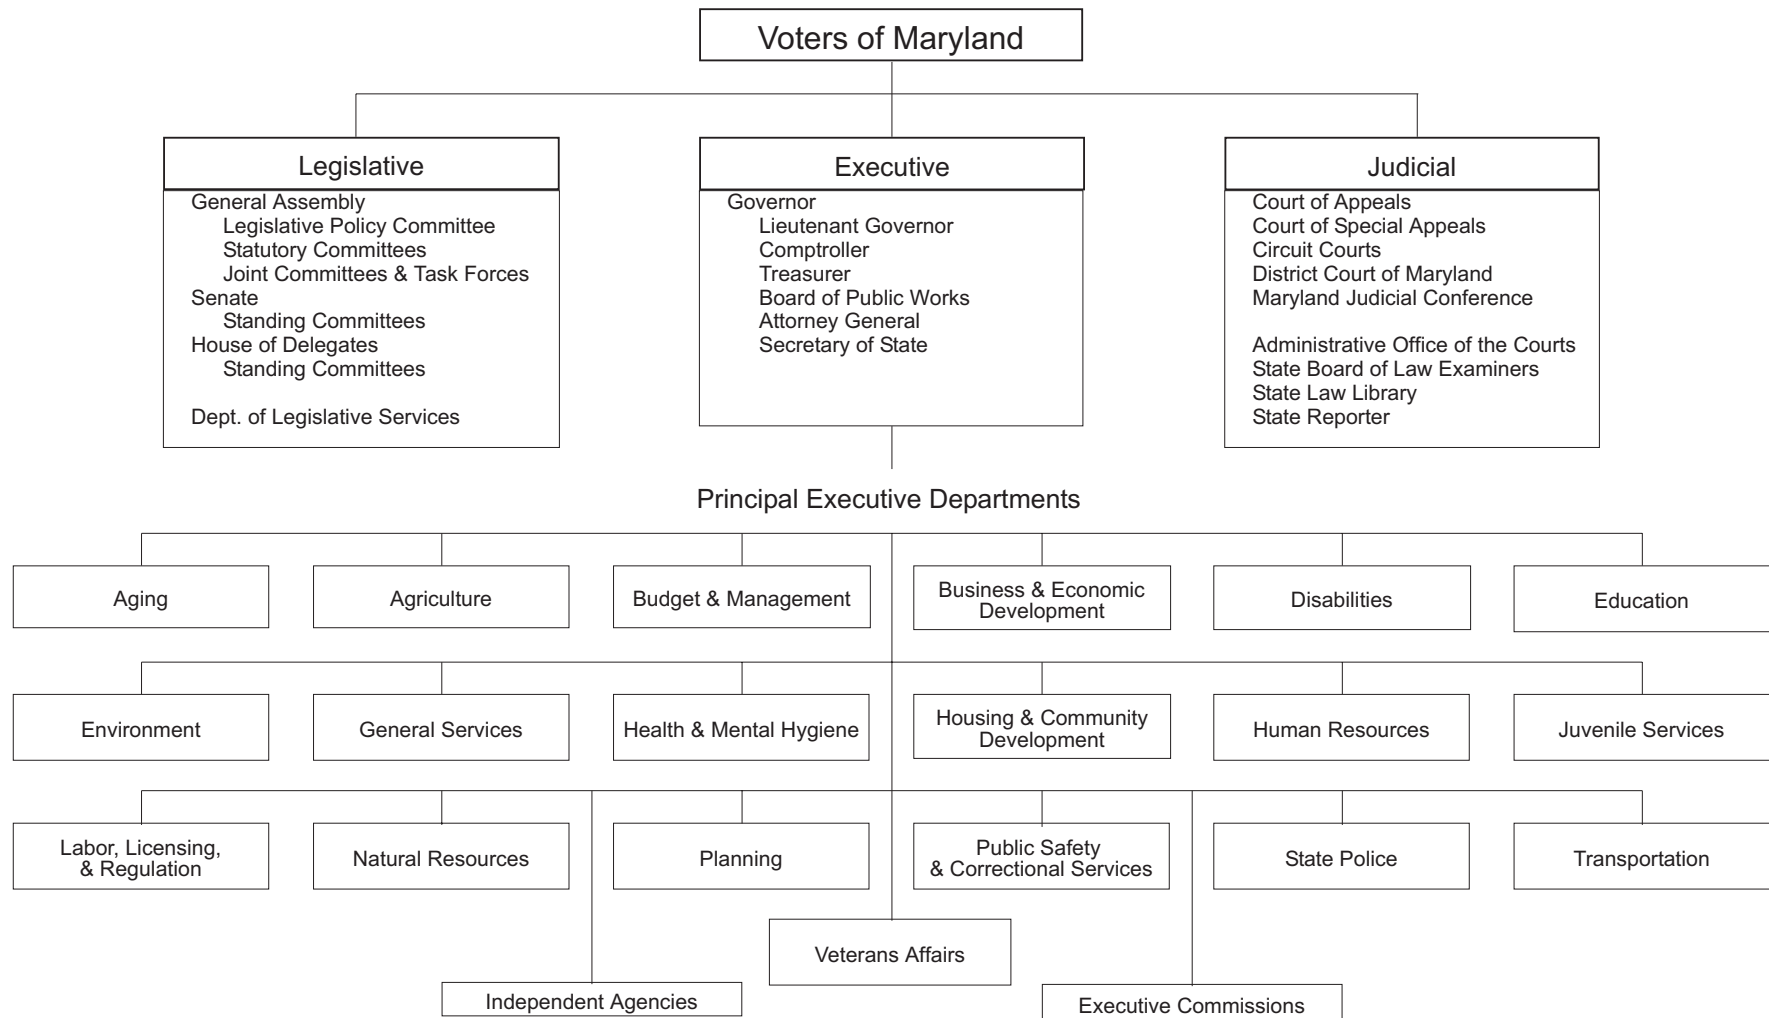 Voters of Maryland
Legislative
General Assembly
Legislative Policy Committee
Statutory Committees
Joint Committees & Task Forces
Senate
Standing Committees
House of Delegates
Standing Committees
Dept. of Legislative Services
Executive
Governor
Lieutenant Governor
Comptroller
Treasurer
Board of Public Works
Attorney General
Secretary of State
Judicial
Court of Appeals
Court of Special Appeals
Circuit Courts
District Court of Maryland
Maryland Judicial Conference
Administrative Office of the Courts
State Board of Law Examiners
State Law Library
State Reporter
Principal Executive Departments
Aging
Agriculture
Budget & Management
Business & Economic
Development
Disabilities
Education
Environment
General Services
Health & Mental Hygiene
Housing & Community
Development
Human Resources
Juvenile Services
Labor, Licensing,
& Regulation
Natural Resources
Planning
Public Safety
& Correctional Services
State Police
Transportation
Veterans Affairs
Independent Agencies
Executive Commissions